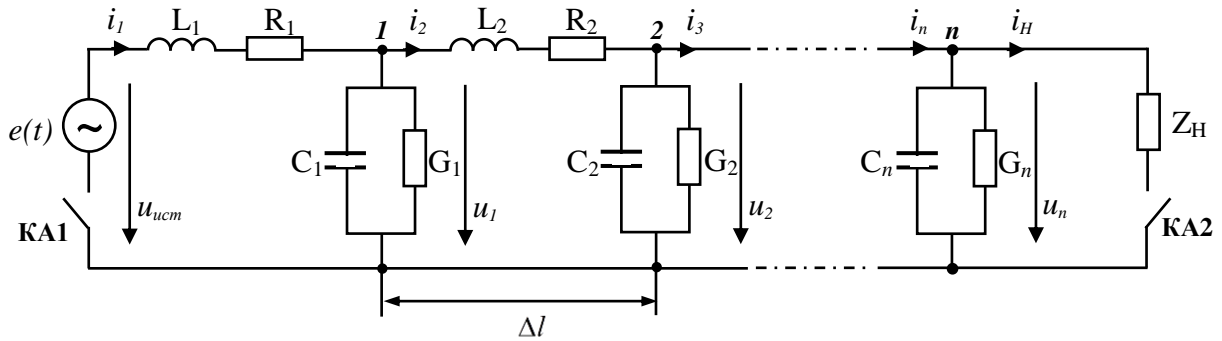 i1 L1 R1 1 i2 L2 R2 2 i3 in n iH
e(t) ~ C1 G1 C2 G2 Cn Gn ZH
KA1 uист u1 u2 un KA2
Δl